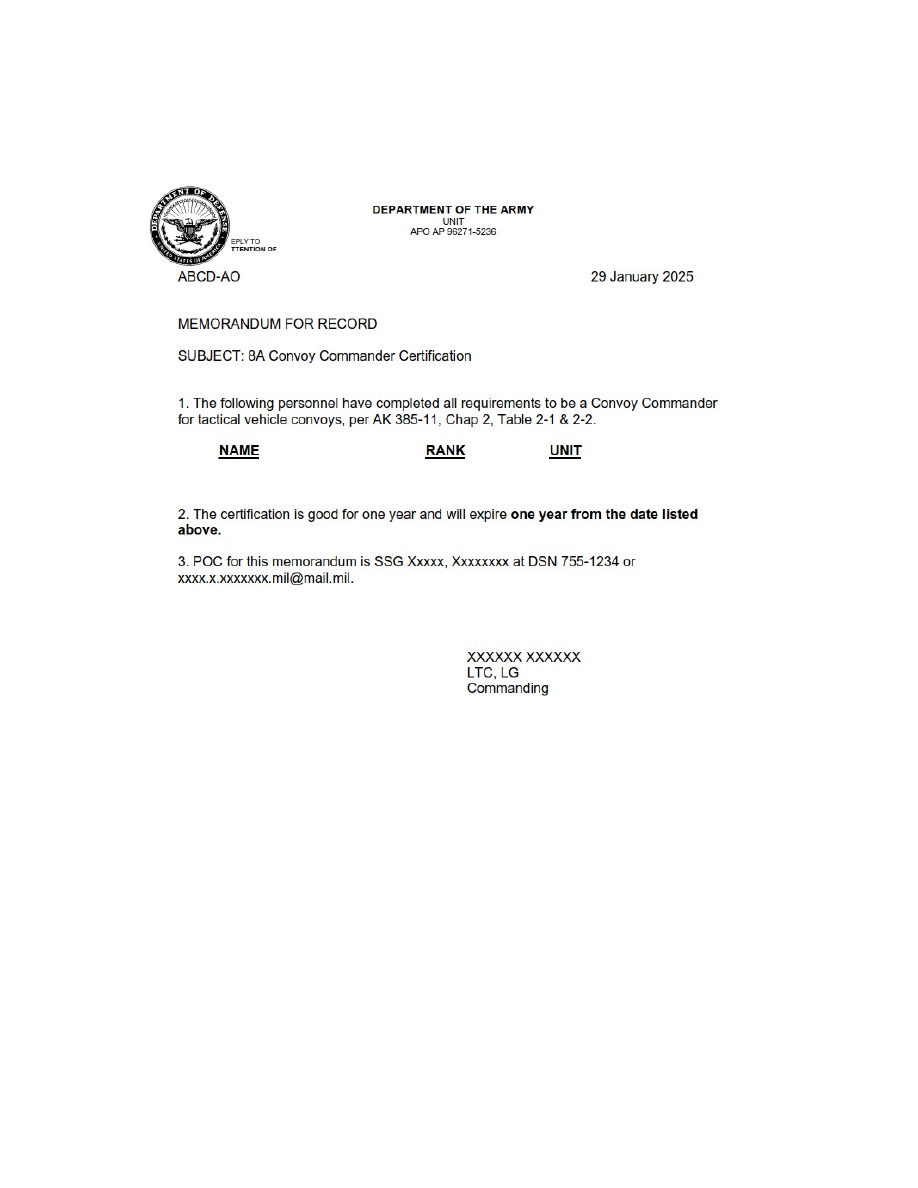 DEPARTMENT OF DEFENSE
UNITED STATES OF AMERICA
DEPARTMENT OF THE ARMY
UNIT
APO AP 96271-5236
EPLY TO
TTENTION OF
ABCD-AO 29 January 2025
MEMORANDUM FOR RECORD
SUBJECT: 8A Convoy Commander Certification
1. The following personnel have completed all requirements to be a Convoy Commander
for tactical vehicle convoys, per AK 385-11, Chap 2, Table 2-1 & 2-2.
NAME RANK UNIT
2. The certification is good for one year and will expire one year from the date listed
above.
3. POC for this memorandum is SSG Xxxxx, Xxxxxxxx at DSN 755-1234 or
xxxx.x.xxxxxxx.mil@mail.mil.
XXXXXX XXXXXX
LTC, LG
Commanding